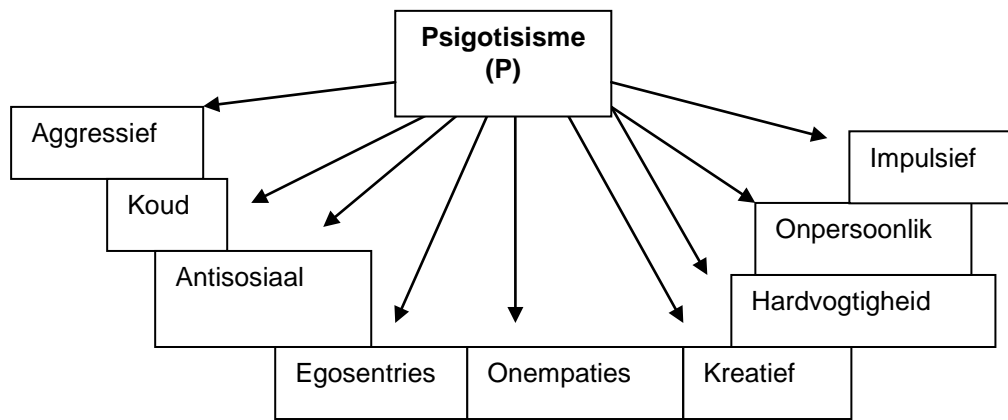 Psigotisisme
(P)
Aggressief
Impulsief
Koud
Onpersoonlik
Antisosiaal
Hardvogtigheid
Egosentries
Onempaties
Kreatief